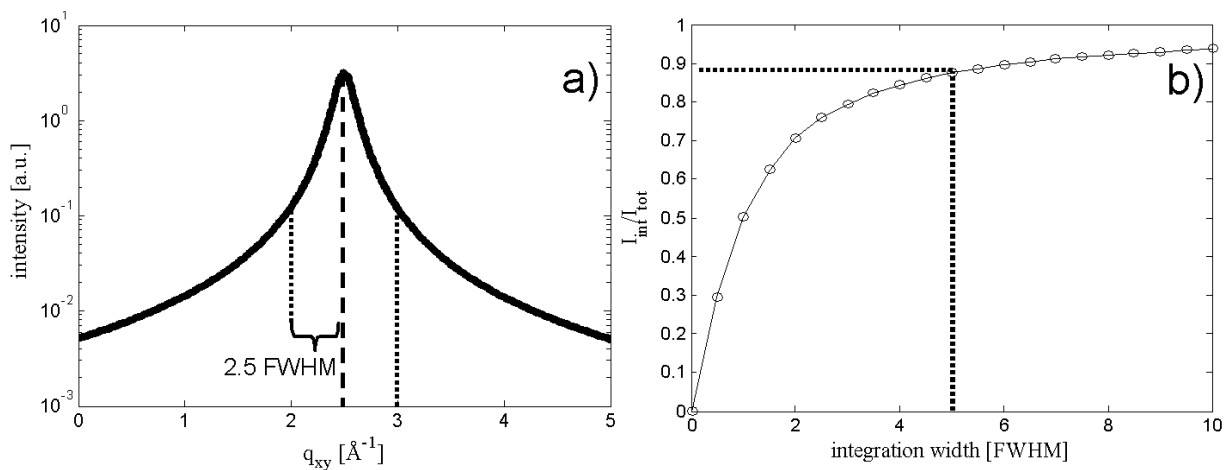 10^1
10^0
10^-1
10^-2
10^-3
intensity [a.u.]
a)
2.5 FWHM
0 1 2 3 4 5
q_xy [Å^-1]
1
0.9
0.8
0.7
0.6
0.5
0.4
0.3
0.2
0.1
0
I_int/I_tot
b)
0 2 4 6 8 10
integration width [FWHM]